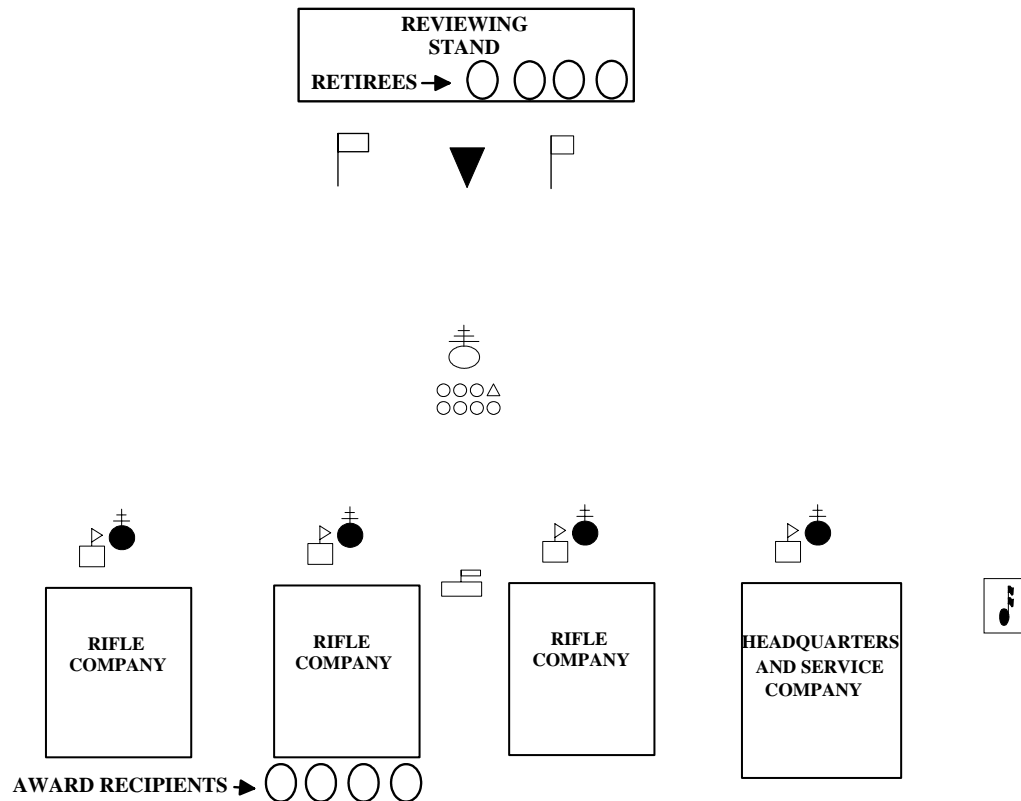 REVIEWING
STAND
RETIREES
RIFLE
COMPANY
RIFLE
COMPANY
RIFLE
COMPANY
HEADQUARTERS
AND SERVICE
COMPANY
AWARD RECIPIENTS